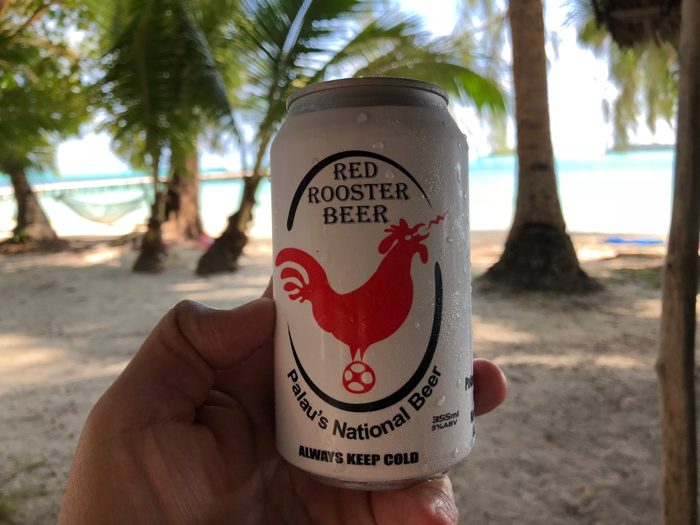 RED
ROOSTER
BEER
Palau's National Beer
355ml
5%ABV
ALWAYS KEEP COLD